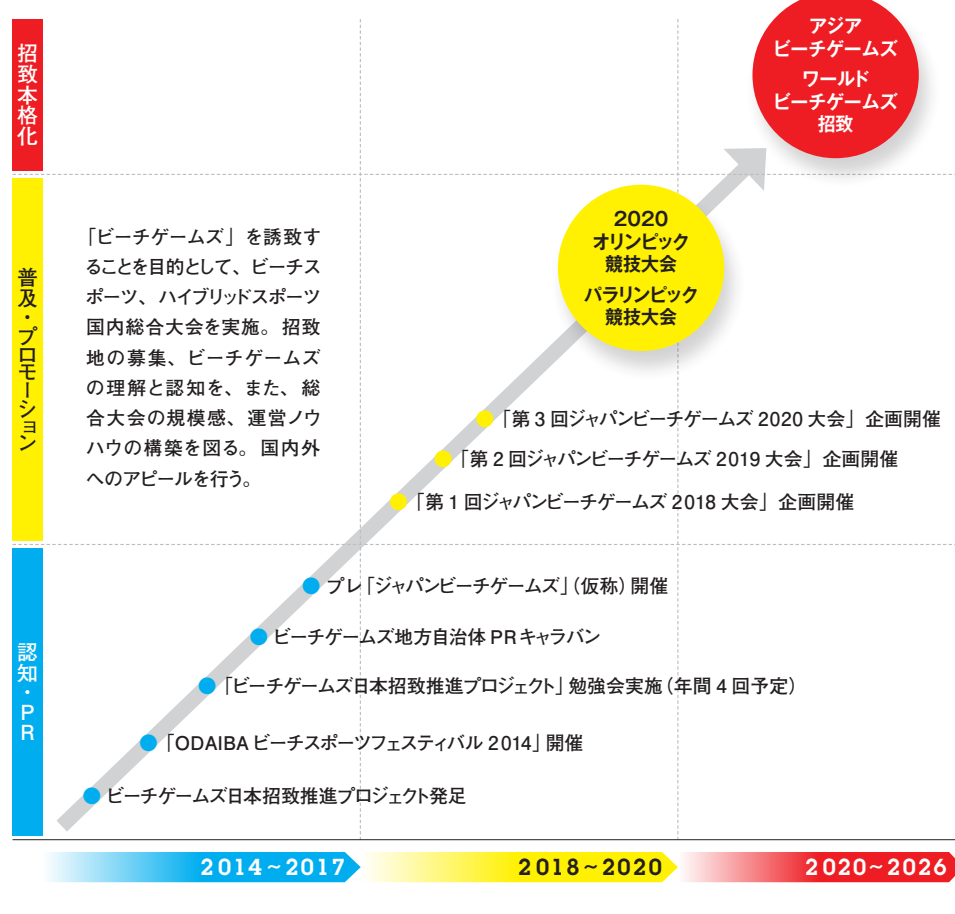 招致本格化
アジア
ビーチゲームズ
ワールド
ビーチゲームズ
招致
普及・プロモーション
「ビーチゲームズ」を誘致す
ることを目的として、ビーチス
ポーツ、ハイブリッドスポーツ
国内総合大会を実施。招致
地の募集、ビーチゲームズ
の理解と認知を、また、総
合大会の規模感、運営ノウ
ハウの構築を図る。国内外
へのアピールを行う。
2020
オリンピック
競技大会
パラリンピック
競技大会
「第3回ジャパンビーチゲームズ 2020 大会」企画開催
「第2回ジャパンビーチゲームズ 2019 大会」企画開催
「第1回ジャパンビーチゲームズ 2018 大会」企画開催
認知・PR
プレ「ジャパンビーチゲームズ」（仮称）開催
ビーチゲームズ地方自治体 PR キャラバン
「ビーチゲームズ日本招致推進プロジェクト」勉強会実施（年間4回予定）
「ODAIBA ビーチスポーツフェスティバル 2014」開催
ビーチゲームズ日本招致推進プロジェクト発足
2014~2017
2018~2020
2020~2026